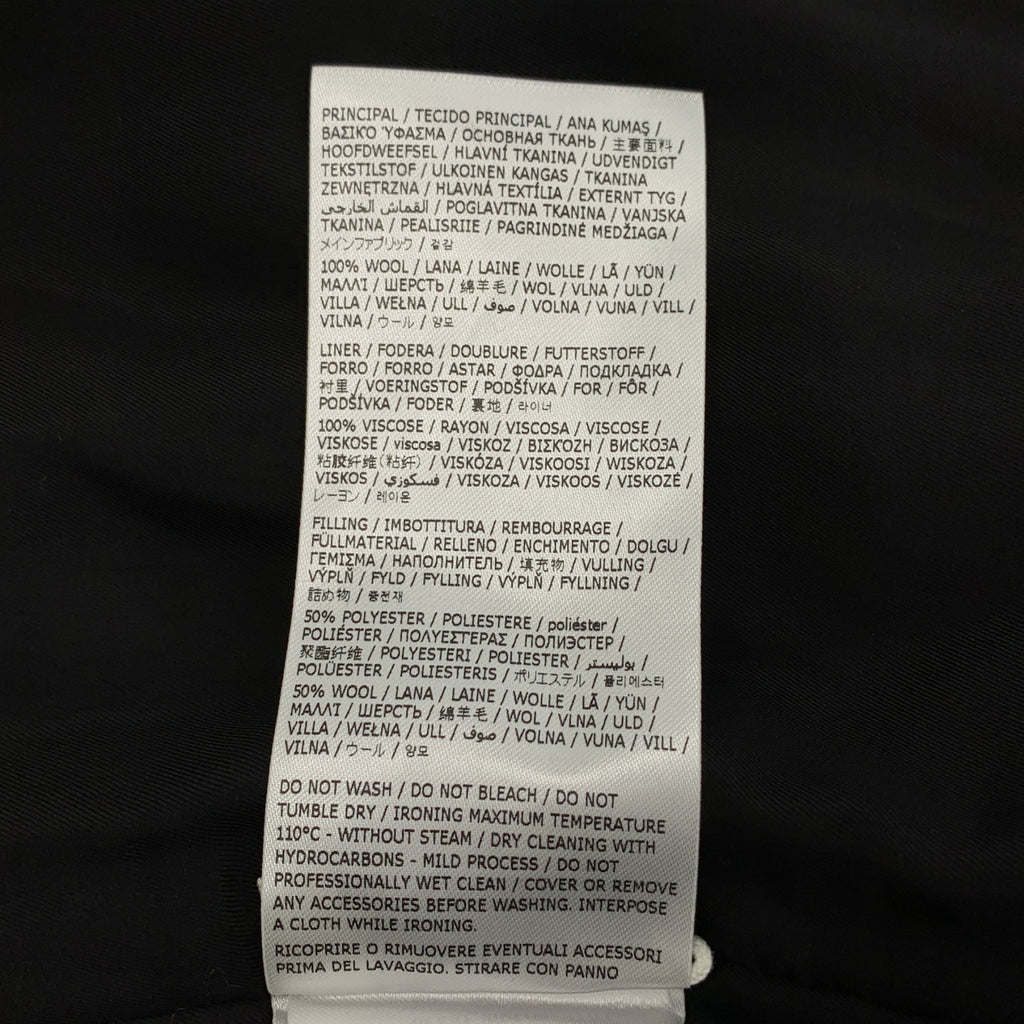 PRINCIPAL / TECIDO PRINCIPAL / ANA KUMAŞ /
ΒΑΣΙΚΌ ΎΦΑΣΜΑ / ОСНОВНАЯ ТКАНЬ / 主要面料 /
HOOFDWEEFSEL / HLAVNÍ TKANINA / UDVENDIGT
TEKSTILSTOF / ULKOINEN KANGAS / TKANINA
ZEWNĘTRZNA / HLAVNÁ TEXTÍLIA / EXTERNT TYG /
القماش الخارجي / POGLAVITNA TKANINA / VANJSKA
TKANINA / PEALISRIIE / PAGRINDINĖ MEDŽIAGA /
メインファブリック / 겉감
100% WOOL / LANA / LAINE / WOLLE / LÃ / YÜN /
ΜΑΛΛΊ / ШЕРСТЬ / 绵羊毛 / WOL / VLNA / ULD /
VILLA / WEŁNA / ULL / صوف / VOLNA / VUNA / VILL /
VILNA / ウール / 양모
LINER / FODERA / DOUBLURE / FUTTERSTOFF /
FORRO / FORRO / ASTAR / ΦΌΔΡΑ / ПОДКЛАДКА /
衬里 / VOERINGSTOF / PODŠÍVKA / FOR / FÔR /
PODŠÍVKA / FODER / 裏地 / 라이너
100% VISCOSE / RAYON / VISCOSA / VISCOSE /
VISKOSE / viscosa / VISKOZ / ΒΙΣΚΌΖΗ / ВИСКОЗА /
粘胶纤维(粘纤) / VISKÓZA / VISKOOSI / WISKOZA /
VISKOS / فسكوزي / VISKOZA / VISKOOS / VISKOZĖ /
レーヨン / 레이온
FILLING / IMBOTTITURA / REMBOURRAGE /
FÜLLMATERIAL / RELLENO / ENCHIMENTO / DOLGU /
ΓΈΜΙΣΜΑ / НАПОЛНИТЕЛЬ / 填充物 / VULLING /
VÝPLŇ / FYLD / FYLLING / VÝPLŇ / FYLLNING /
詰め物 / 충전재
50% POLYESTER / POLIESTERE / poliéster /
POLIÉSTER / ΠΟΛΥΕΣΤΈΡΑΣ / ПОЛИЭСТЕР /
聚酯纤维 / POLYESTERI / POLIESTER / بوليستر /
POLÜESTER / POLIESTERIS / ポリエステル / 폴리에스터
50% WOOL / LANA / LAINE / WOLLE / LÃ / YÜN /
ΜΑΛΛΊ / ШЕРСТЬ / 绵羊毛 / WOL / VLNA / ULD /
VILLA / WEŁNA / ULL / صوف / VOLNA / VUNA / VILL /
VILNA / ウール / 양모
DO NOT WASH / DO NOT BLEACH / DO NOT
TUMBLE DRY / IRONING MAXIMUM TEMPERATURE
110°C - WITHOUT STEAM / DRY CLEANING WITH
HYDROCARBONS - MILD PROCESS / DO NOT
PROFESSIONALLY WET CLEAN / COVER OR REMOVE
ANY ACCESSORIES BEFORE WASHING. INTERPOSE
A CLOTH WHILE IRONING.
RICOPRIRE O RIMUOVERE EVENTUALI ACCESSORI
PRIMA DEL LAVAGGIO. STIRARE CON PANNO